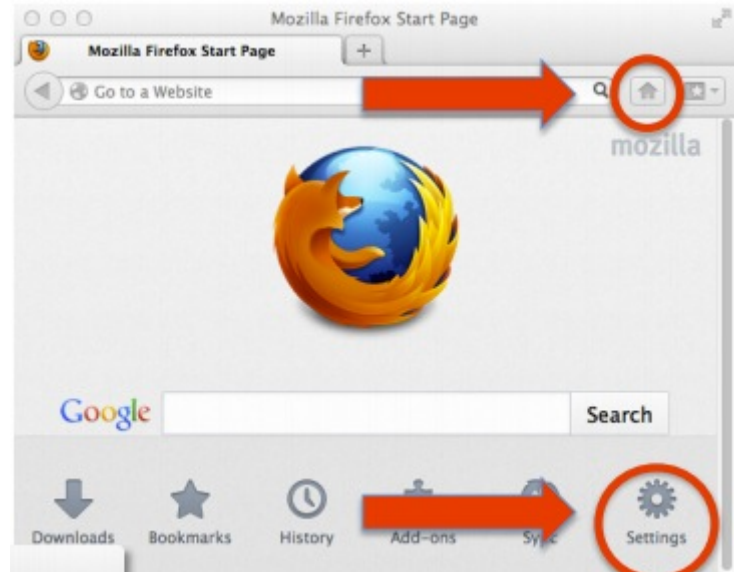 Mozilla Firefox Start Page
Mozilla Firefox Start Page
Go to a Website
mozilla
Google Search
Downloads Bookmarks History Add-ons Sync Settings